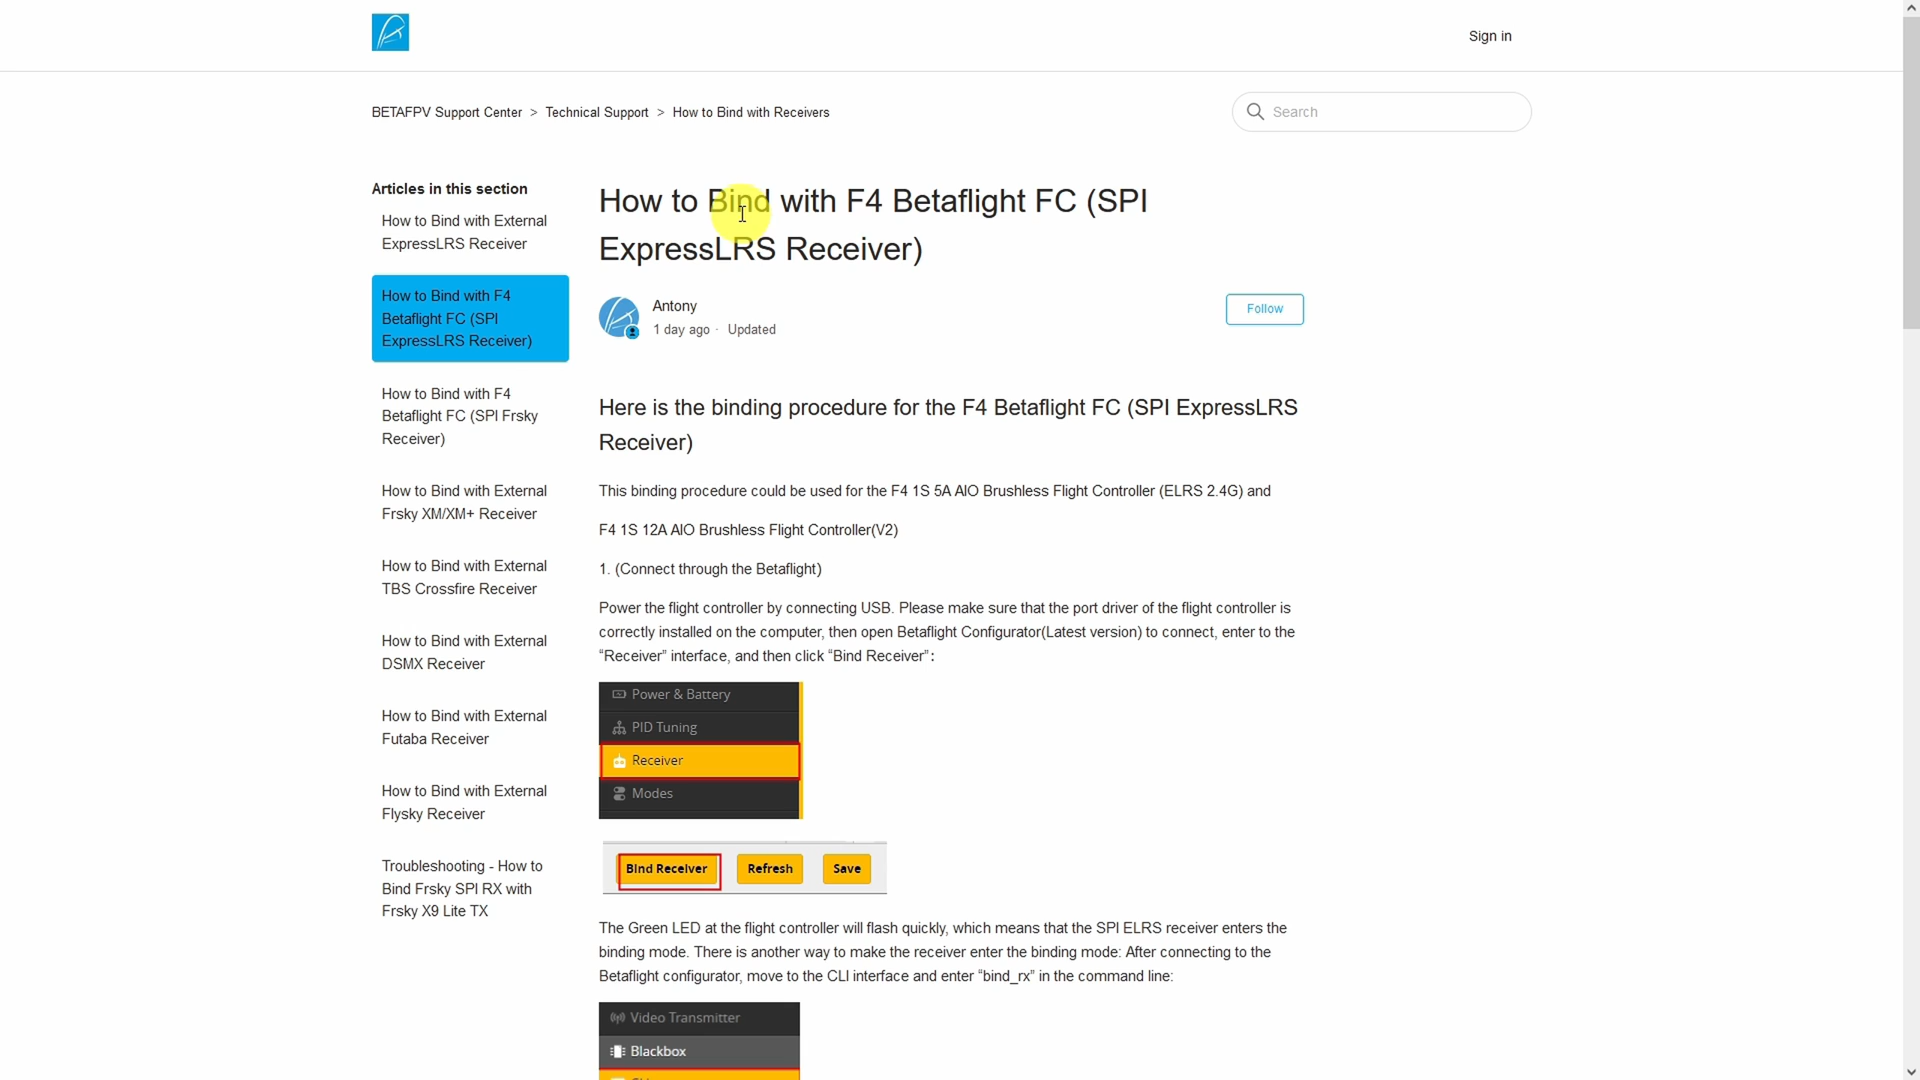 Sign in
BETAFPV Support Center > Technical Support > How to Bind with Receivers
Search
Articles in this section
How to Bind with External
ExpressLRS Receiver
How to Bind with F4
Betaflight FC (SPI
ExpressLRS Receiver)
How to Bind with F4
Betaflight FC (SPI Frsky
Receiver)
How to Bind with External
Frsky XM/XM+ Receiver
How to Bind with External
TBS Crossfire Receiver
How to Bind with External
DSMX Receiver
How to Bind with External
Futaba Receiver
How to Bind with External
Flysky Receiver
Troubleshooting - How to
Bind Frsky SPI RX with
Frsky X9 Lite TX
How to Bind with F4 Betaflight FC (SPI
ExpressLRS Receiver)
Antony
1 day ago · Updated
Follow
Here is the binding procedure for the F4 Betaflight FC (SPI ExpressLRS
Receiver)
This binding procedure could be used for the F4 1S 5A AIO Brushless Flight Controller (ELRS 2.4G) and
F4 1S 12A AIO Brushless Flight Controller(V2)
1. (Connect through the Betaflight)
Power the flight controller by connecting USB. Please make sure that the port driver of the flight controller is
correctly installed on the computer, then open Betaflight Configurator(Latest version) to connect, enter to the
“Receiver” interface, and then click “Bind Receiver”:
Power & Battery
PID Tuning
Receiver
Modes
Bind Receiver Refresh Save
The Green LED at the flight controller will flash quickly, which means that the SPI ELRS receiver enters the
binding mode. There is another way to make the receiver enter the binding mode: After connecting to the
Betaflight configurator, move to the CLI interface and enter “bind_rx” in the command line:
Video Transmitter
Blackbox